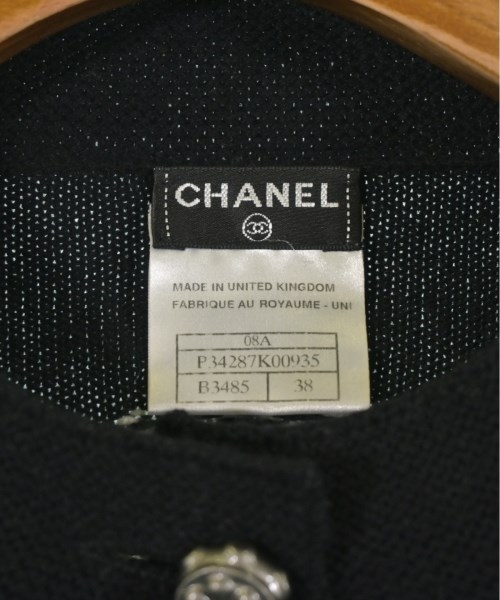 CHANEL
MADE IN UNITED KINGDOM
FABRIQUE AU ROYAUME - UNI
08A
P34287K00935
B3485 38